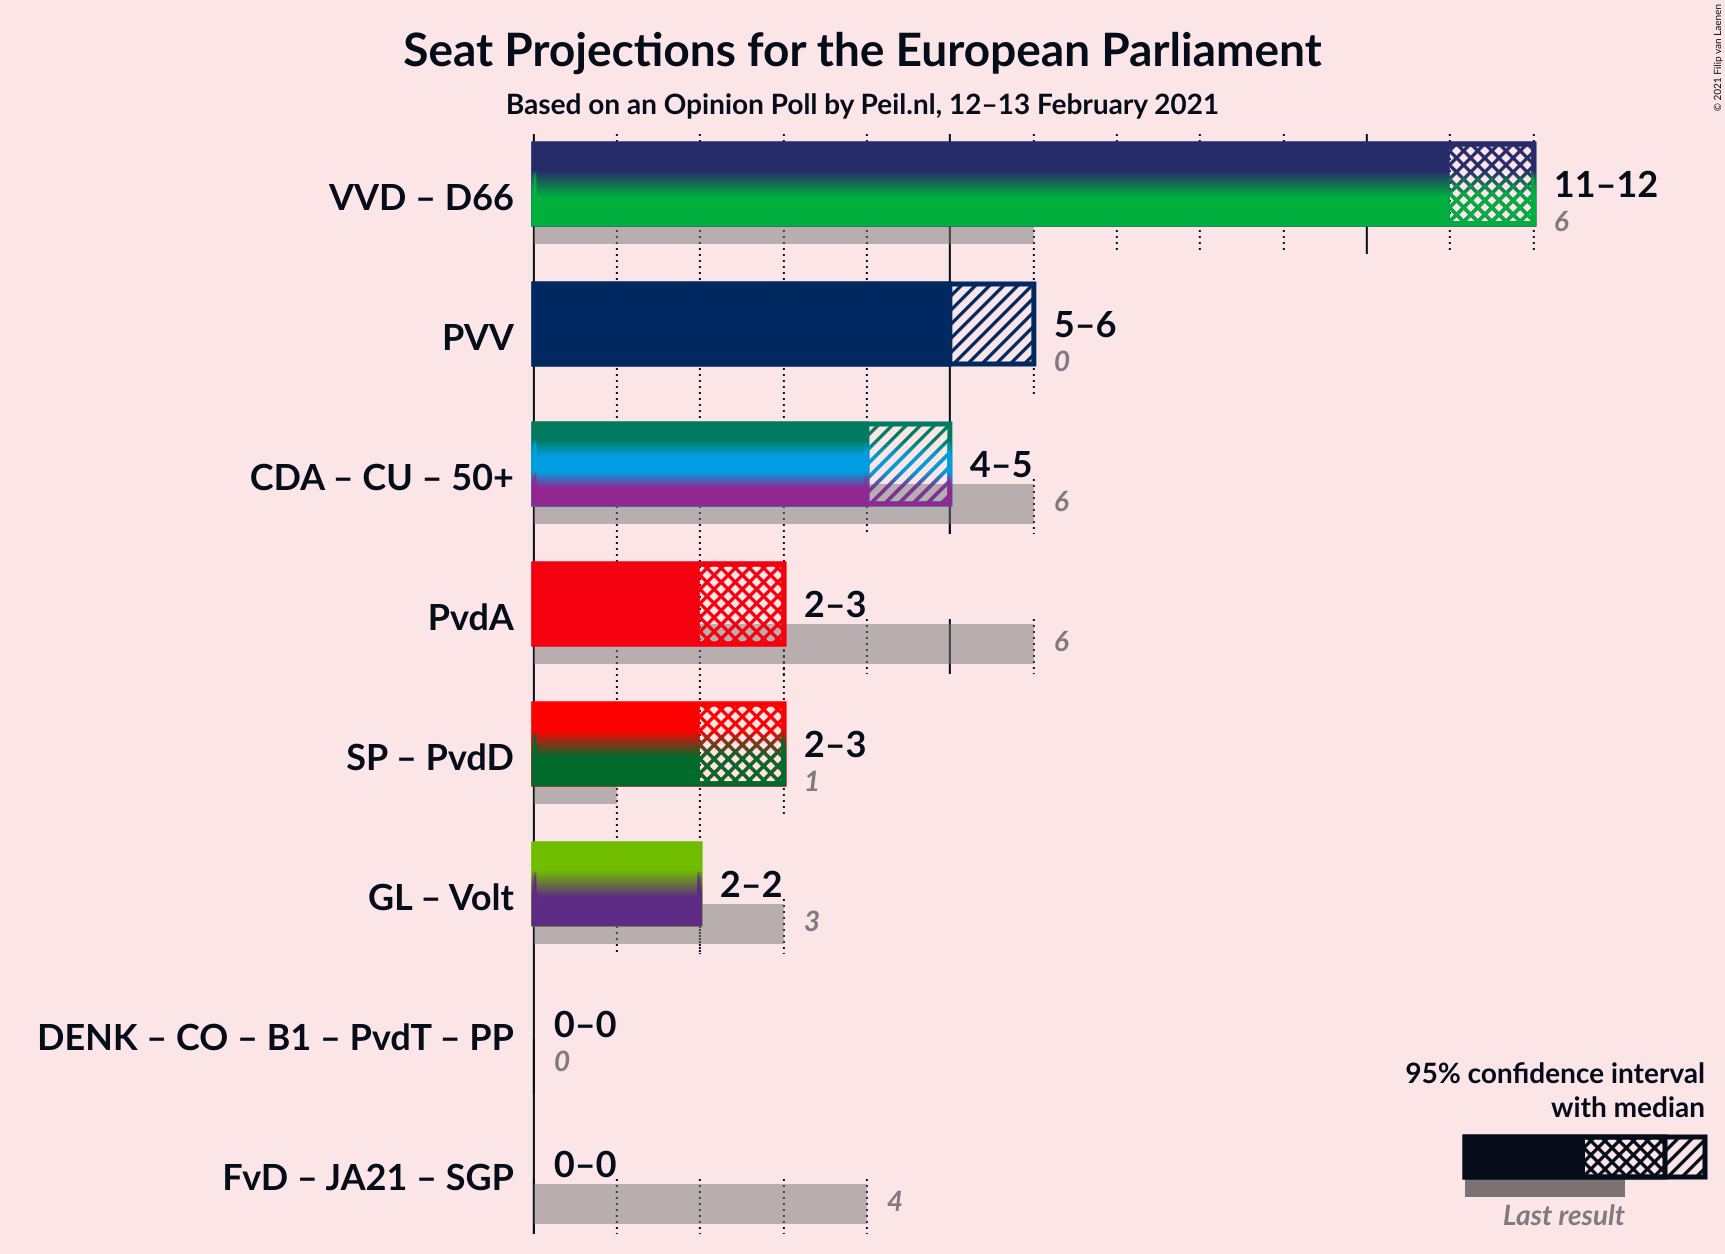 Seat Projections for the European Parliament
Based on an Opinion Poll by Peil.nl, 12–13 February 2021
© 2021 Filip van Laenen
VVD – D66
11–12
6
PVV
5–6
0
CDA – CU – 50+
4–5
6
PvdA
2–3
6
SP – PvdD
2–3
1
GL – Volt
2–2
3
DENK – CO – B1 – PvdT – PP
0–0
0
FvD – JA21 – SGP
0–0
4
95% confidence interval
with median
Last result